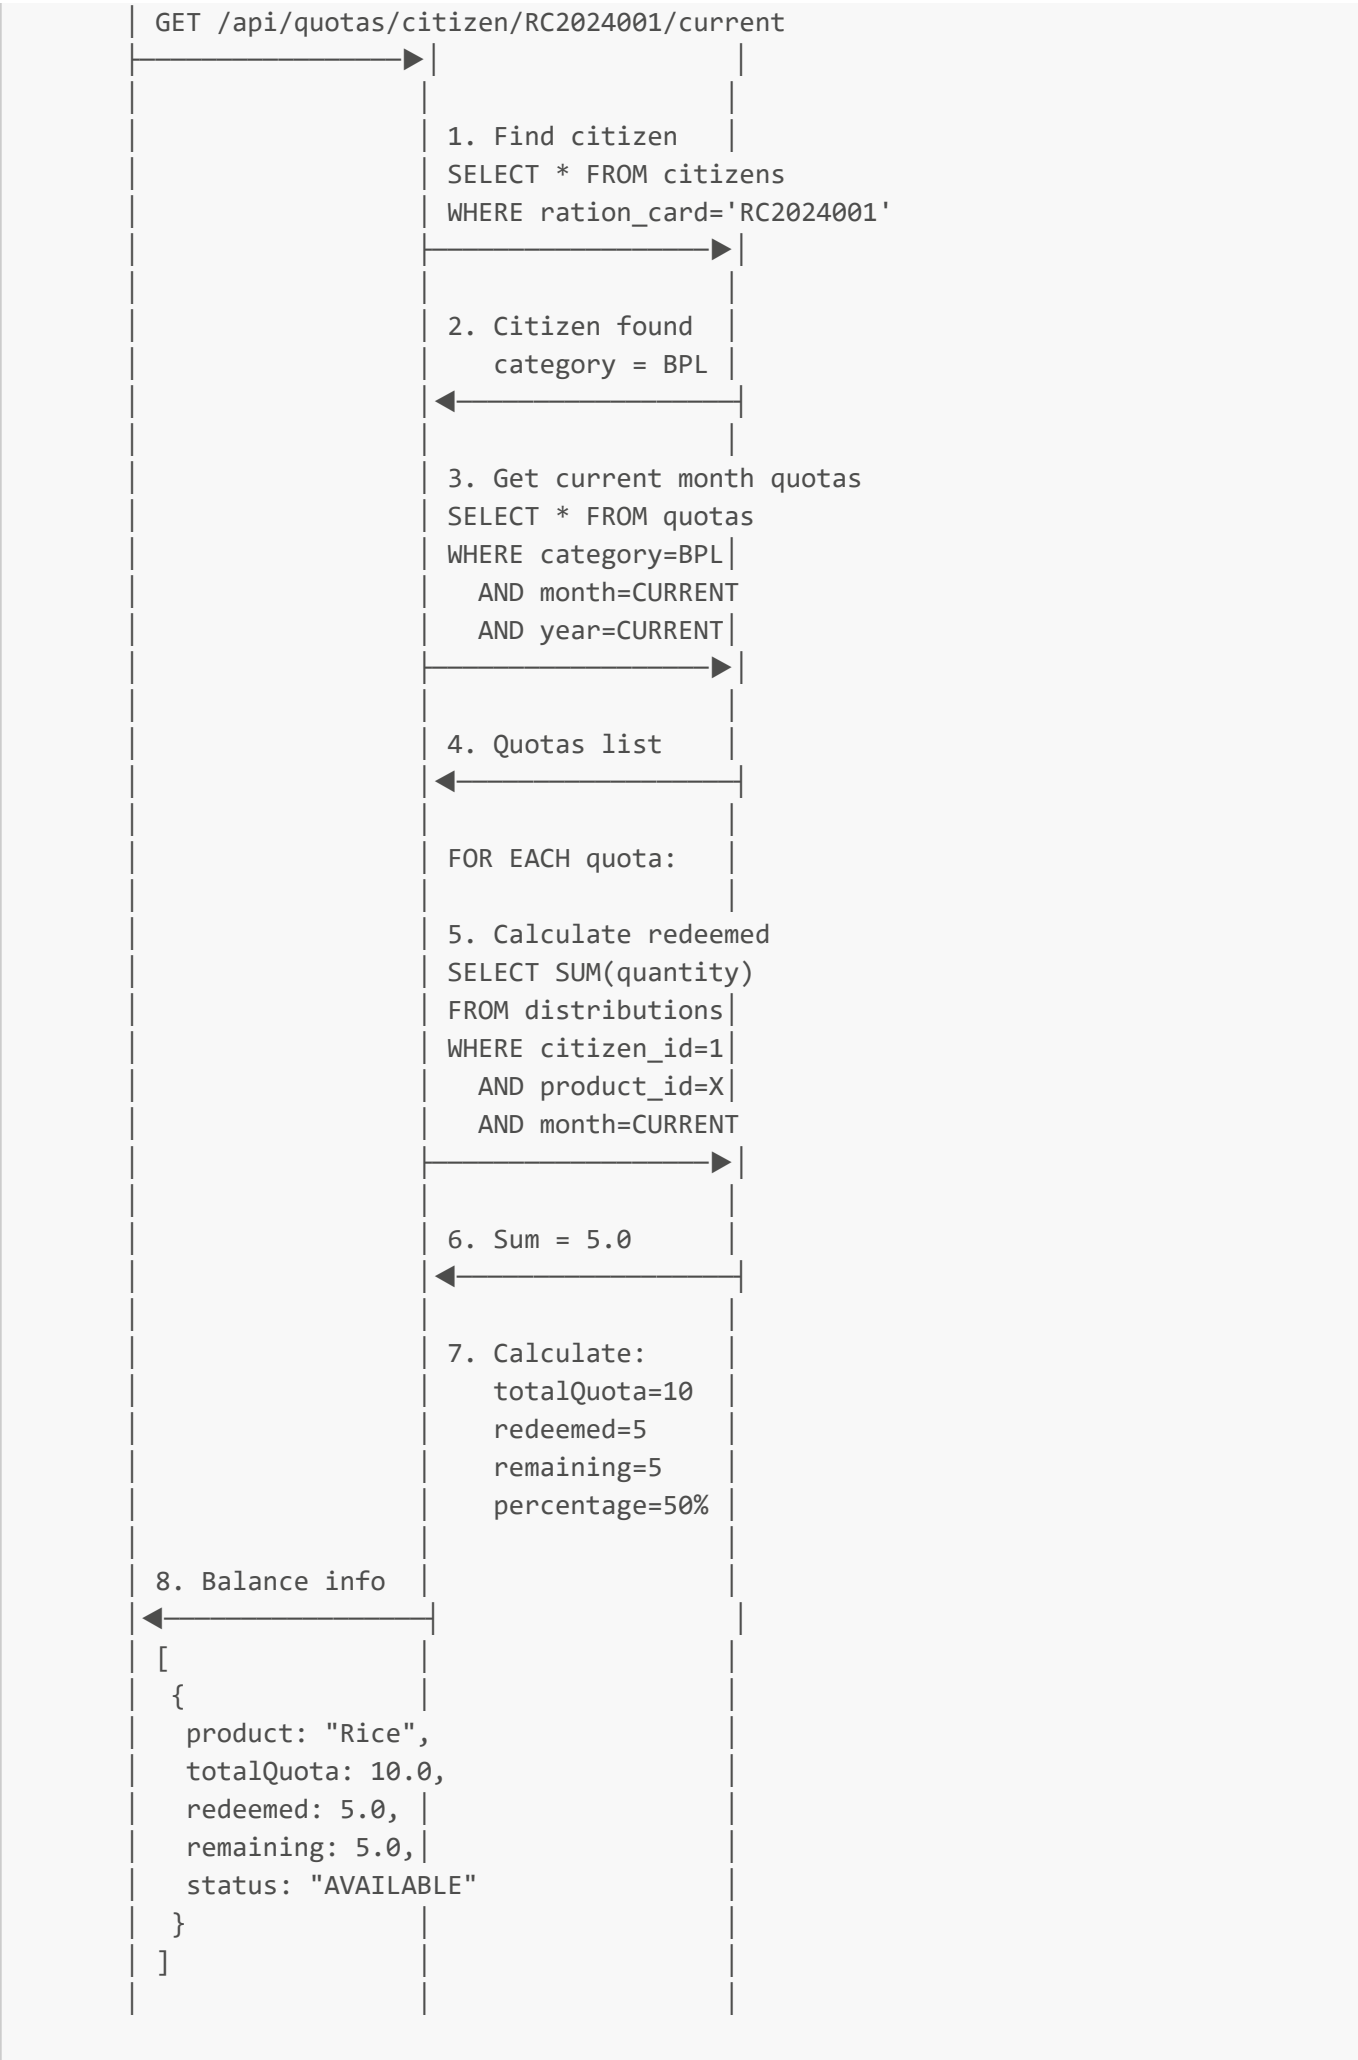 GET /api/quotas/citizen/RC2024001/current
1. Find citizen
SELECT * FROM citizens
WHERE ration_card='RC2024001'
2. Citizen found
category = BPL
3. Get current month quotas
SELECT * FROM quotas
WHERE category=BPL
AND month=CURRENT
AND year=CURRENT
4. Quotas list
FOR EACH quota:
5. Calculate redeemed
SELECT SUM(quantity)
FROM distributions
WHERE citizen_id=1
AND product_id=X
AND month=CURRENT
6. Sum = 5.0
7. Calculate:
totalQuota=10
redeemed=5
remaining=5
percentage=50%
8. Balance info
[
{
product: "Rice",
totalQuota: 10.0,
redeemed: 5.0,
remaining: 5.0,
status: "AVAILABLE"
}
]